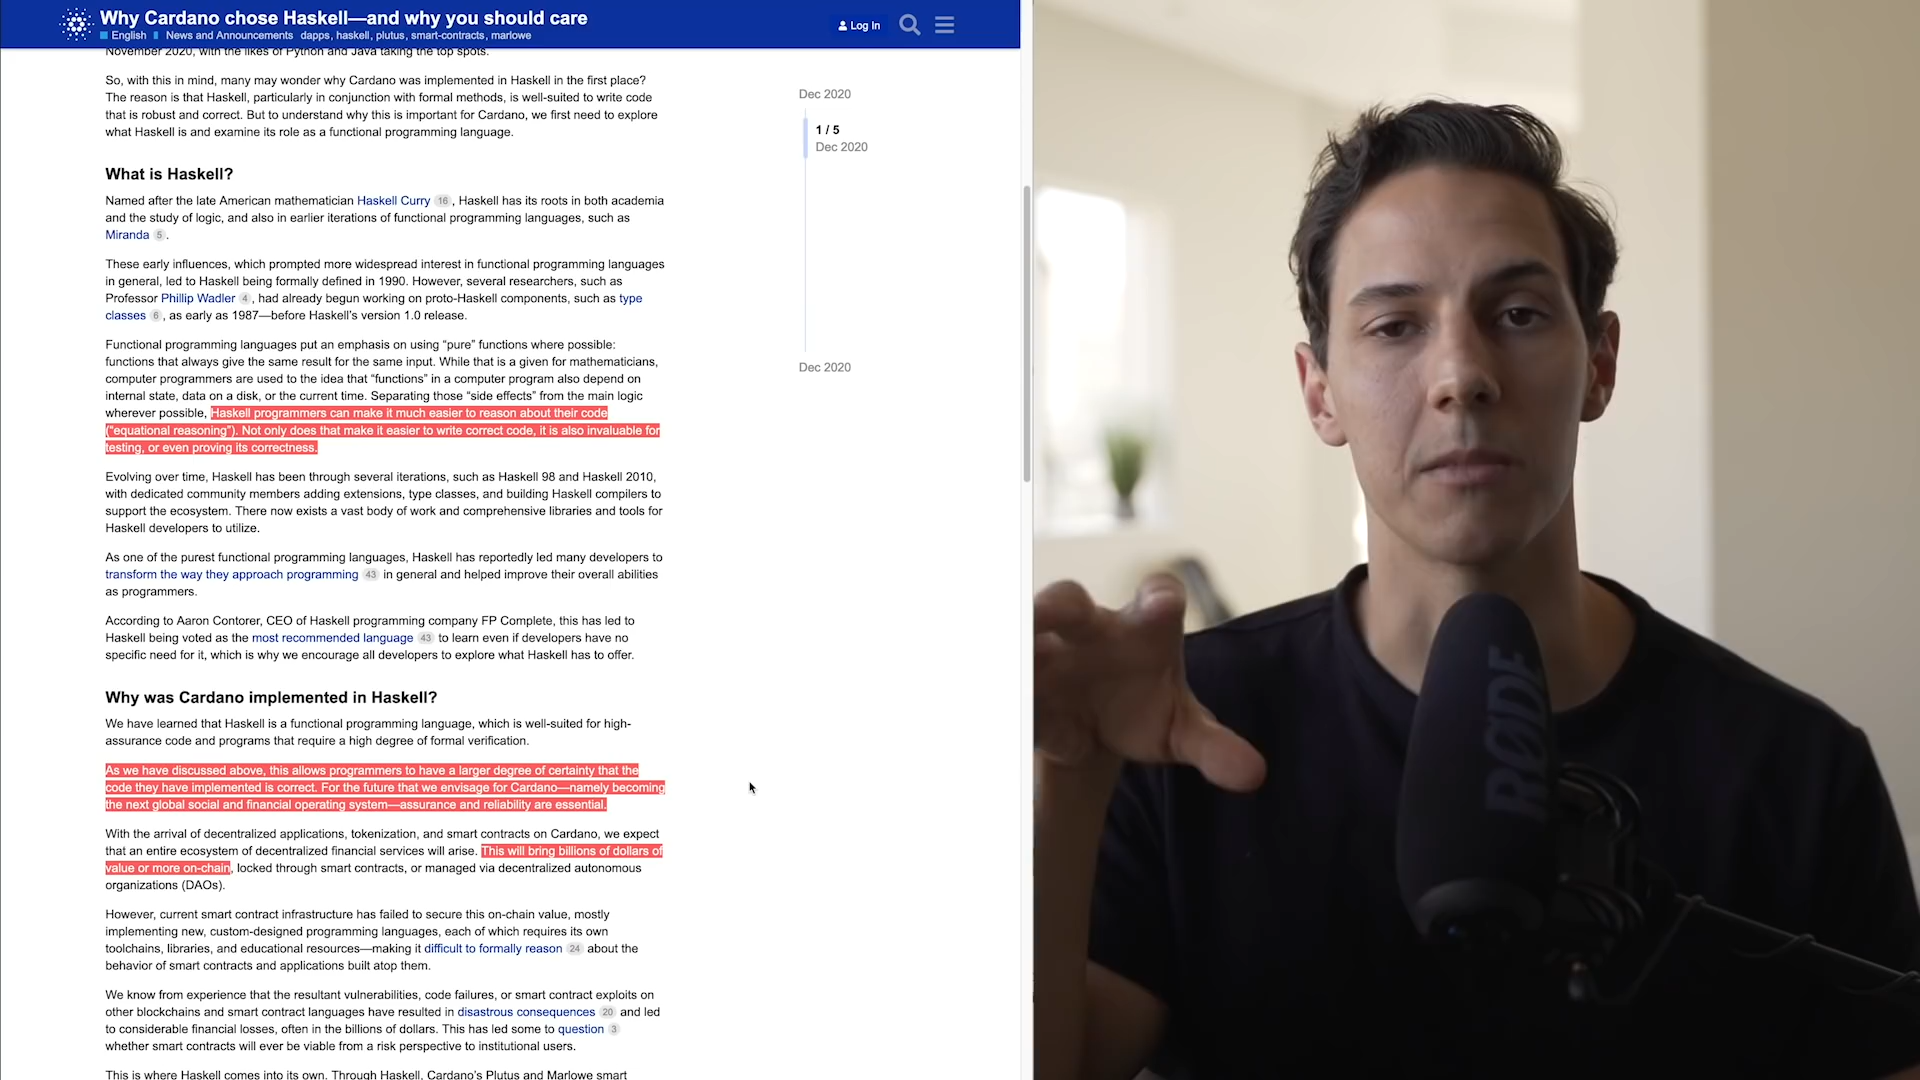 Why Cardano chose Haskell—and why you should care
English News and Announcements dapps, haskell, plutus, smart-contracts, marlowe
Log In
November 2020, with the likes of Python and Java taking the top spots.
So, with this in mind, many may wonder why Cardano was implemented in Haskell in the first place?
The reason is that Haskell, particularly in conjunction with formal methods, is well-suited to write code
that is robust and correct. But to understand why this is important for Cardano, we first need to explore
what Haskell is and examine its role as a functional programming language.
What is Haskell?
Named after the late American mathematician Haskell Curry 16 , Haskell has its roots in both academia
and the study of logic, and also in earlier iterations of functional programming languages, such as
Miranda 5 .
These early influences, which prompted more widespread interest in functional programming languages
in general, led to Haskell being formally defined in 1990. However, several researchers, such as
Professor Phillip Wadler 4 , had already begun working on proto-Haskell components, such as type
classes 6 , as early as 1987—before Haskell’s version 1.0 release.
Functional programming languages put an emphasis on using “pure” functions where possible:
functions that always give the same result for the same input. While that is a given for mathematicians,
computer programmers are used to the idea that “functions” in a computer program also depend on
internal state, data on a disk, or the current time. Separating those “side effects” from the main logic
wherever possible, Haskell programmers can make it much easier to reason about their code
(“equational reasoning”). Not only does that make it easier to write correct code, it is also invaluable for
testing, or even proving its correctness.
Evolving over time, Haskell has been through several iterations, such as Haskell 98 and Haskell 2010,
with dedicated community members adding extensions, type classes, and building Haskell compilers to
support the ecosystem. There now exists a vast body of work and comprehensive libraries and tools for
Haskell developers to utilize.
As one of the purest functional programming languages, Haskell has reportedly led many developers to
transform the way they approach programming 43 in general and helped improve their overall abilities
as programmers.
According to Aaron Contorer, CEO of Haskell programming company FP Complete, this has led to
Haskell being voted as the most recommended language 43 to learn even if developers have no
specific need for it, which is why we encourage all developers to explore what Haskell has to offer.
Why was Cardano implemented in Haskell?
We have learned that Haskell is a functional programming language, which is well-suited for high-
assurance code and programs that require a high degree of formal verification.
As we have discussed above, this allows programmers to have a larger degree of certainty that the
code they have implemented is correct. For the future that we envisage for Cardano—namely becoming
the next global social and financial operating system—assurance and reliability are essential.
With the arrival of decentralized applications, tokenization, and smart contracts on Cardano, we expect
that an entire ecosystem of decentralized financial services will arise. This will bring billions of dollars of
value or more on-chain, locked through smart contracts, or managed via decentralized autonomous
organizations (DAOs).
However, current smart contract infrastructure has failed to secure this on-chain value, mostly
implementing new, custom-designed programming languages, each of which requires its own
toolchains, libraries, and educational resources—making it difficult to formally reason 24 about the
behavior of smart contracts and applications built atop them.
We know from experience that the resultant vulnerabilities, code failures, or smart contract exploits on
other blockchains and smart contract languages have resulted in disastrous consequences 20 and led
to considerable financial losses, often in the billions of dollars. This has led some to question 3
whether smart contracts will ever be viable from a risk perspective to institutional users.
This is where Haskell comes into its own. Through Haskell, Cardano’s Plutus and Marlowe smart
Dec 2020
1 / 5
Dec 2020
Dec 2020
RØDE